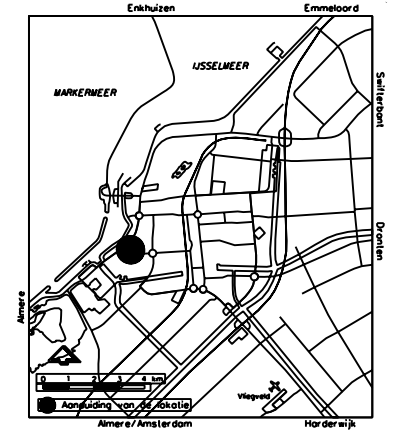 Enkhuizen
Emmeloord
IJSSELMEER
MARKERMEER
Swifterbant
Dronten
Almere
0 1 2 3 4 km
Vliegveld
Aanduiding van de lokatie
Almere/Amsterdam
Harderwijk